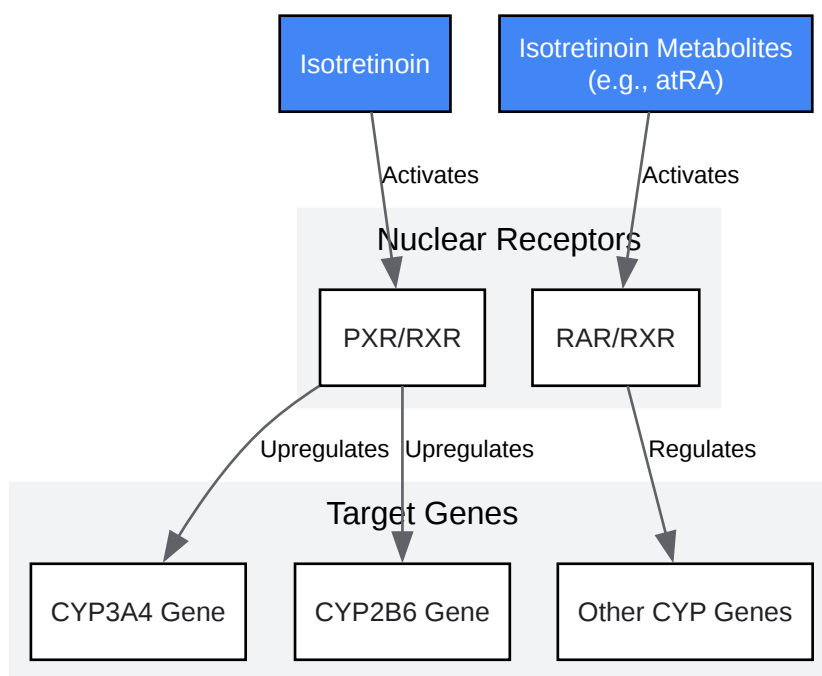 Isotretinoin
Isotretinoin Metabolites
(e.g., atRA)
Activates
Activates
Nuclear Receptors
PXR/RXR
RAR/RXR
Upregulates
Upregulates
Regulates
Target Genes
CYP3A4 Gene
CYP2B6 Gene
Other CYP Genes